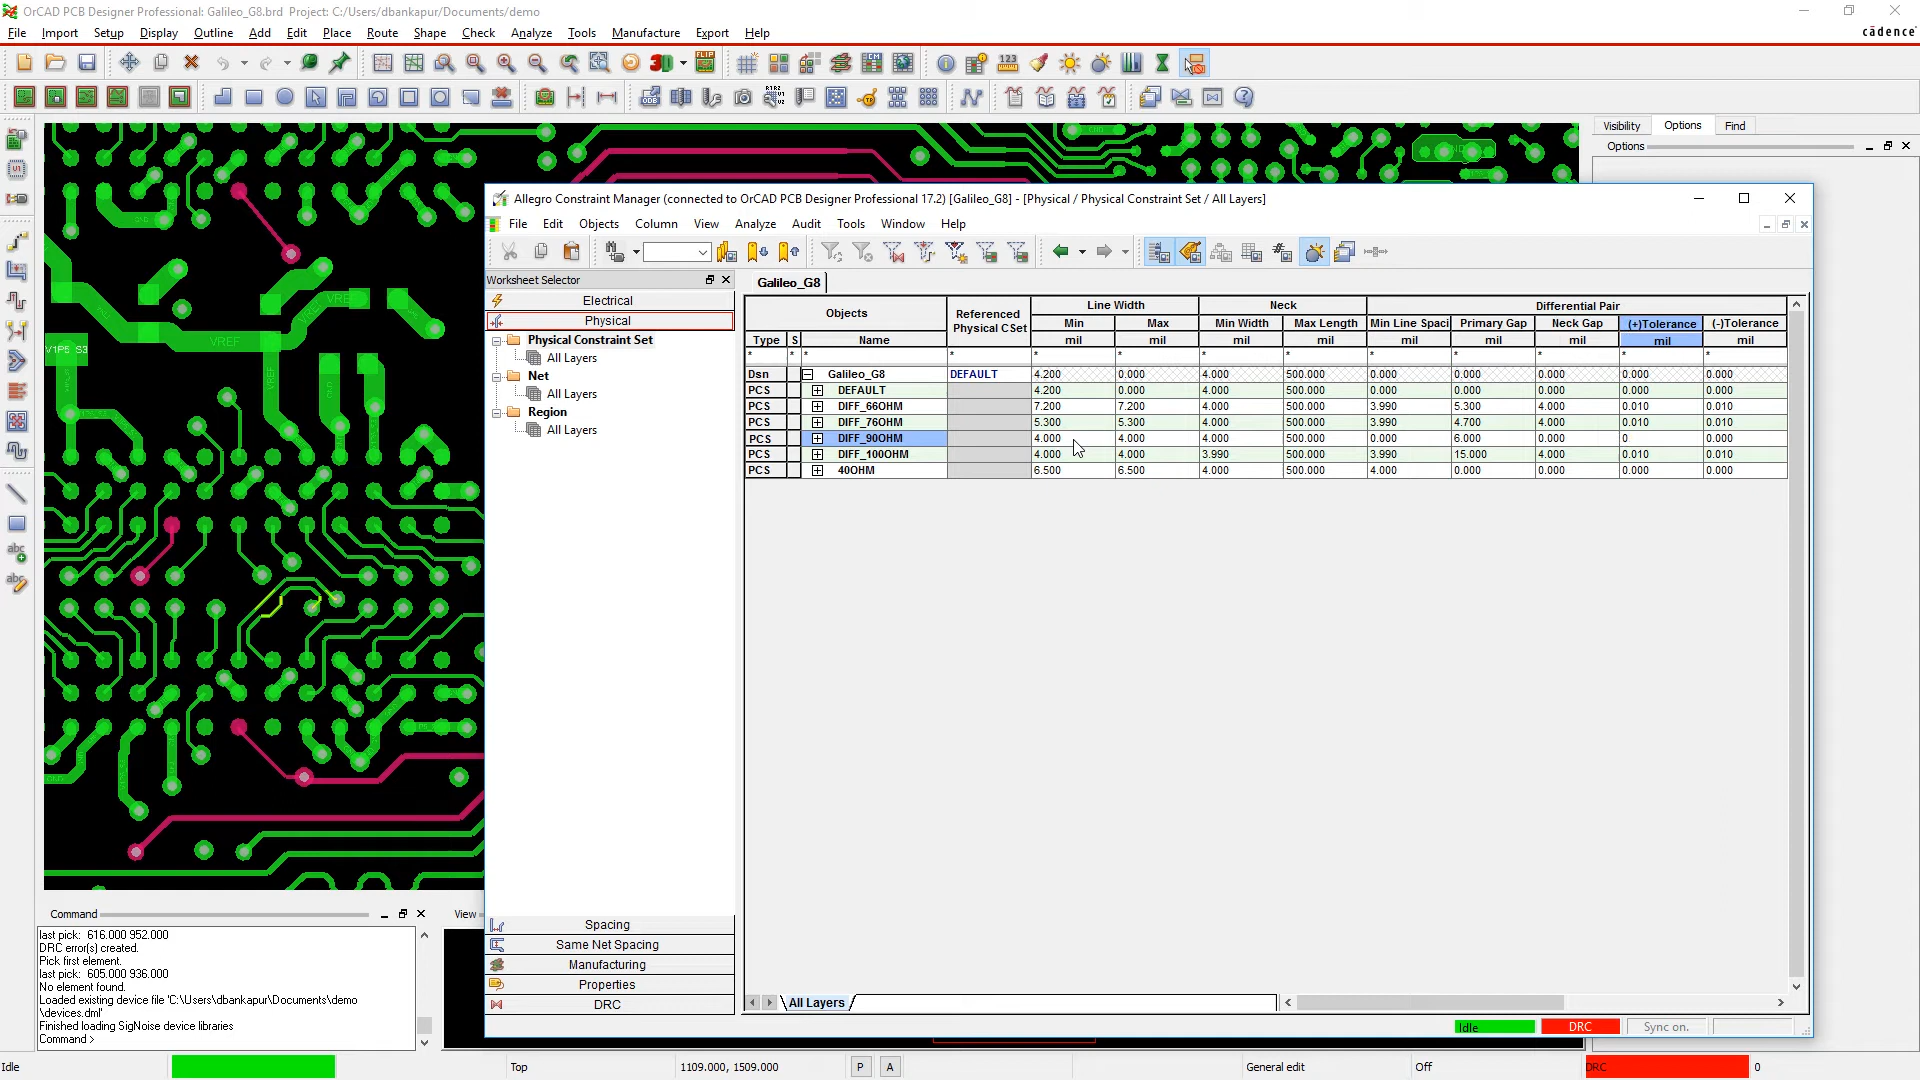 OrCAD PCB Designer Professional: Galileo_G8.brd  Project: C:/Users/dbankapur/Documents/demo
File Import Setup Display Outline Add Edit Place Route Shape Check Analyze Tools Manufacture Export Help
cādence
3D FLIP 123
ODB R1R2
Visibility Options Find
Options
U1
abc
abc
VREF
VREF
VREF
V1P5_S3
GND
Allegro Constraint Manager (connected to OrCAD PCB Designer Professional 17.2) [Galileo_G8] - [Physical / Physical Constraint Set / All Layers]
File Edit Objects Column View Analyze Audit Tools Window Help
Worksheet Selector
Electrical
Physical
Physical Constraint Set
All Layers
Net
All Layers
Region
All Layers
Spacing
Same Net Spacing
Manufacturing
Properties
DRC
Galileo_G8
Objects Referenced Physical CSet Line Width Neck Differential Pair
Min Max Min Width Max Length Min Line Spaci Primary Gap Neck Gap (+)Tolerance (-)Tolerance
Type S Name mil mil mil mil mil mil mil mil mil
* * * * * * * * * * * * *
Dsn Galileo_G8 DEFAULT 4.200 0.000 4.000 500.000 0.000 0.000 0.000 0.000 0.000
PCS DEFAULT 4.200 0.000 4.000 500.000 0.000 0.000 0.000 0.000 0.000
PCS DIFF_66OHM 7.200 7.200 4.000 500.000 3.990 5.300 4.000 0.010 0.010
PCS DIFF_76OHM 5.300 5.300 4.000 500.000 3.990 4.700 4.000 0.010 0.010
PCS DIFF_90OHM 4.000 4.000 4.000 500.000 0.000 6.000 0.000 0 0.000
PCS DIFF_100OHM 4.000 4.000 3.990 500.000 3.990 15.000 4.000 0.010 0.010
PCS 40OHM 6.500 6.500 4.000 500.000 4.000 0.000 4.000 0.000 0.000
All Layers
Idle DRC Sync on.
Command
View
last pick:  616.000 952.000
DRC error(s) created.
Pick first element.
last pick:  605.000 936.000
No element found.
Loaded existing device file 'C:\Users\dbankapur\Documents\demo
\devices.dml'
Finished loading SigNoise device libraries
Command >
Idle Top 1109.000, 1509.000 P A General edit Off DRC 0